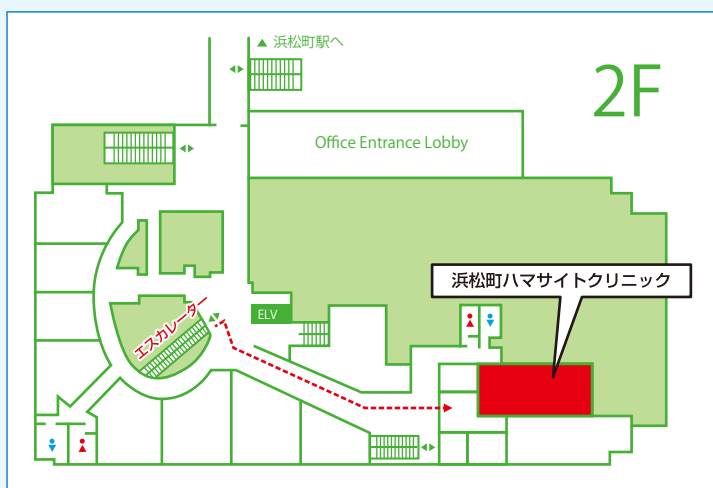 ▲ 浜松町駅へ
2F
Office Entrance Lobby
浜松町ハマサイトクリニック
エスカレーター
ELV